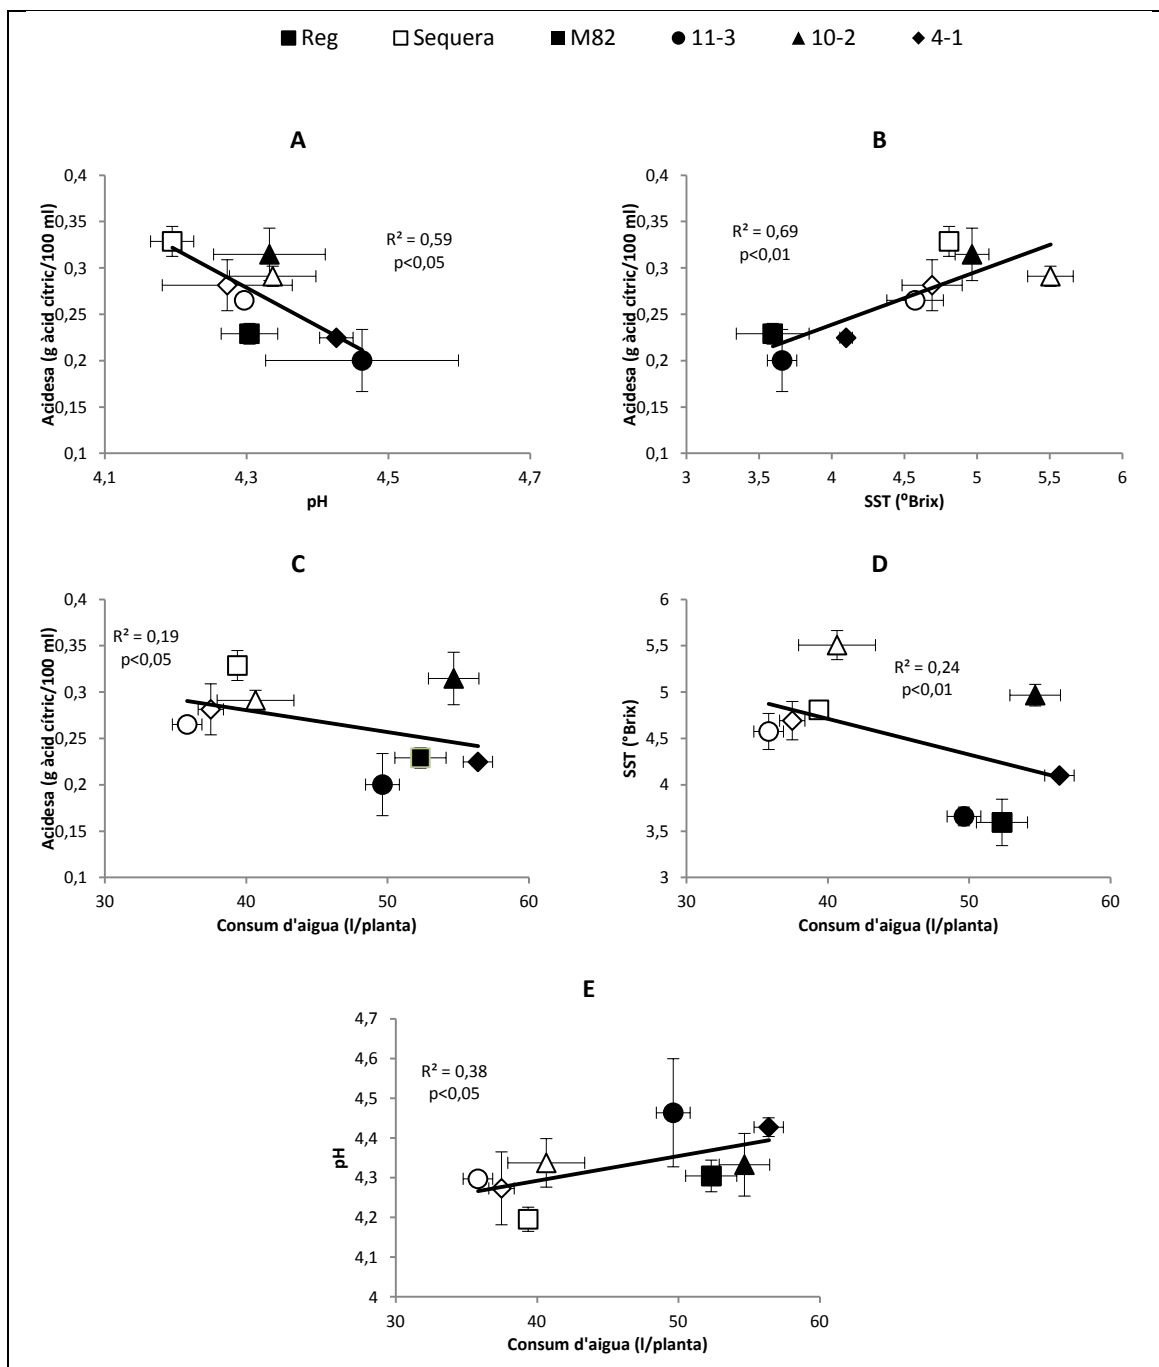 Reg Sequera M82 11-3 10-2 4-1
A
Acidesa (g àcid cítric/100 ml)
0,4
0,35
0,3
0,25
0,2
0,15
0,1
R² = 0,59
p<0,05
4,1 4,3 4,5 4,7
pH
B
Acidesa (g àcid cítric/100 ml)
0,4
0,35
0,3
0,25
0,2
0,15
0,1
R² = 0,69
p<0,01
3 3,5 4 4,5 5 5,5 6
SST (ºBrix)
C
Acidesa (g àcid cítric/100 ml)
0,4
0,35
0,3
0,25
0,2
0,15
0,1
R² = 0,19
p<0,05
30 40 50 60
Consum d'aigua (l/planta)
D
SST (°Brix)
6
5,5
5
4,5
4
3,5
3
R² = 0,24
p<0,01
30 40 50 60
Consum d'aigua (l/planta)
E
pH
4,7
4,6
4,5
4,4
4,3
4,2
4,1
4
R² = 0,38
p<0,05
30 40 50 60
Consum d'aigua (l/planta)